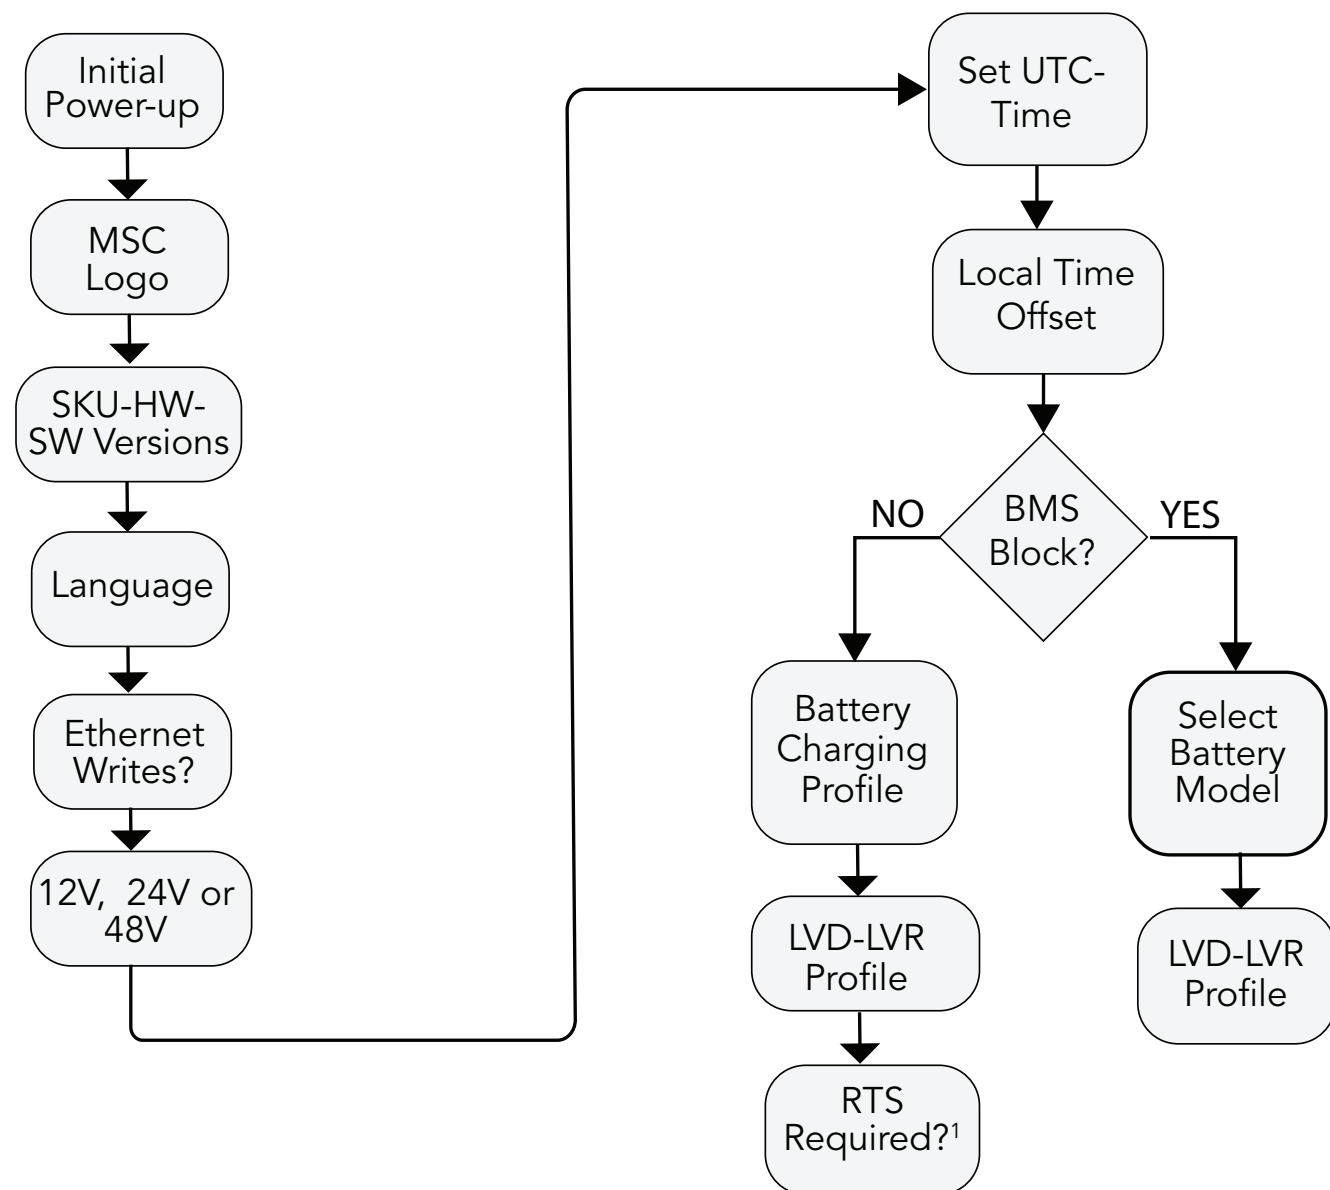 Initial
Power-up
MSC
Logo
SKU-HW-
SW Versions
Language
Ethernet
Writes?
12V, 24V or
48V
Set UTC-
Time
Local Time
Offset
BMS
Block?
NO
YES
Battery
Charging
Profile
LVD-LVR
Profile
RTS
Required?¹
Select
Battery
Model
LVD-LVR
Profile